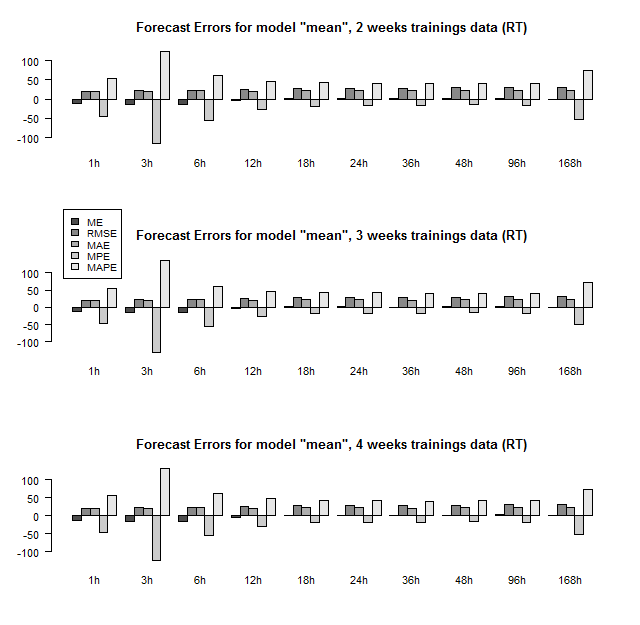 Forecast Errors for model "mean", 2 weeks trainings data (RT)
100
50
0
-50
-100
1h 3h 6h 12h 18h 24h 36h 48h 96h 168h
ME
RMSE
MAE
MPE
MAPE
Forecast Errors for model "mean", 3 weeks trainings data (RT)
100
50
0
-50
-100
1h 3h 6h 12h 18h 24h 36h 48h 96h 168h
Forecast Errors for model "mean", 4 weeks trainings data (RT)
100
50
0
-50
-100
1h 3h 6h 12h 18h 24h 36h 48h 96h 168h